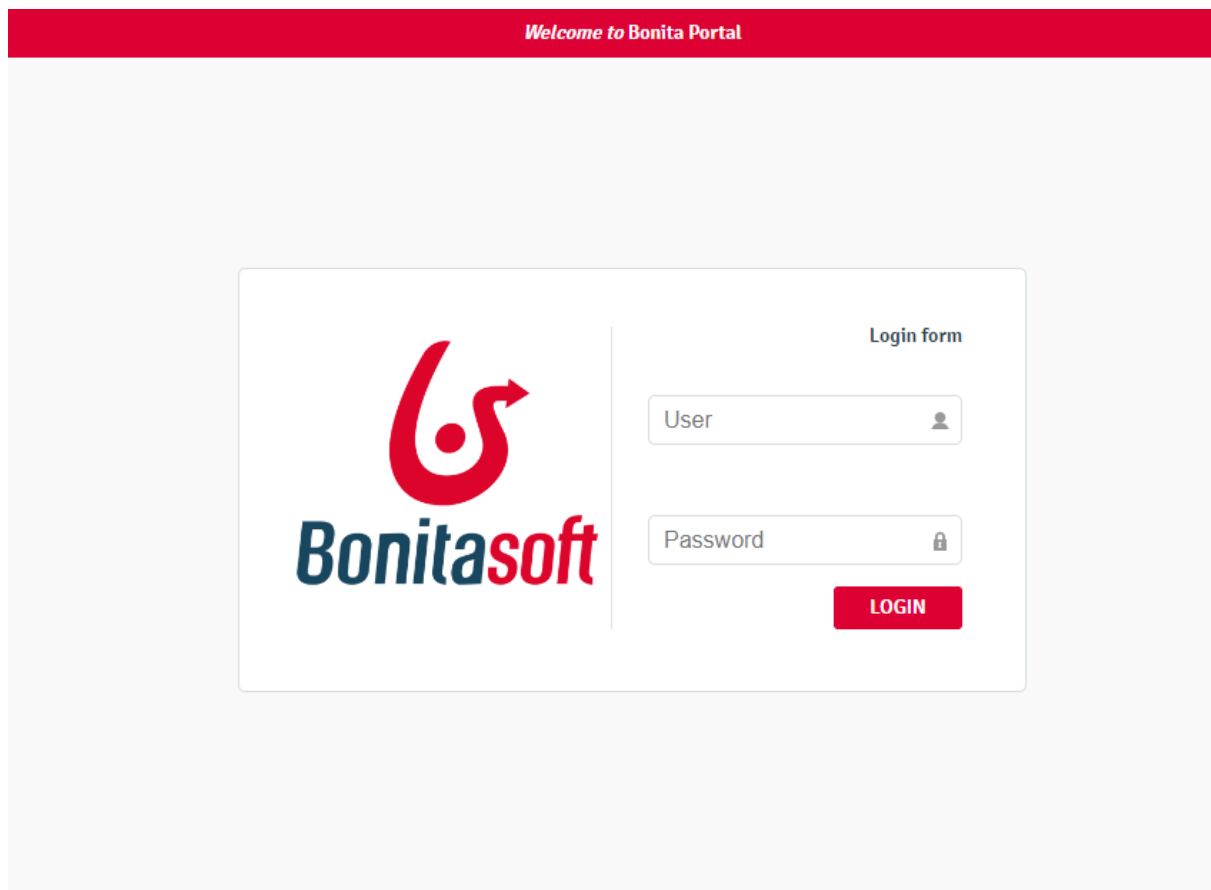 Welcome to Bonita Portal
Bonitasoft
Login form
User
Password
LOGIN